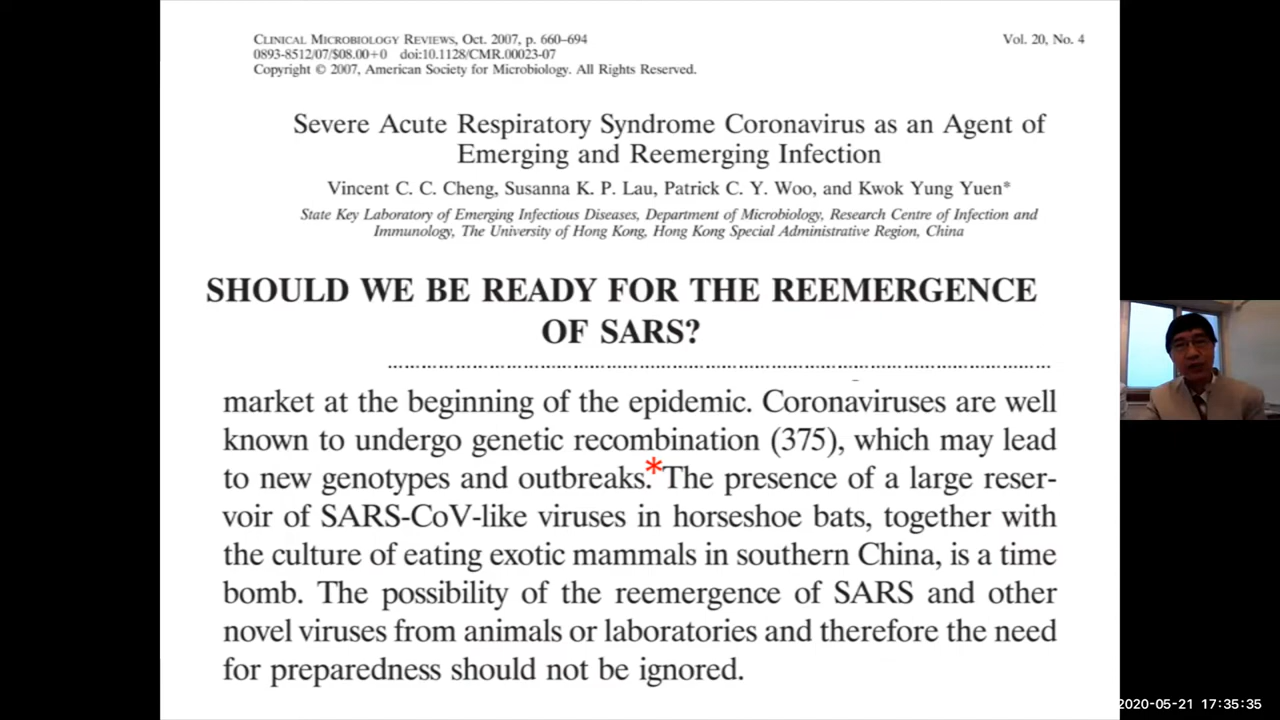 CLINICAL MICROBIOLOGY REVIEWS, Oct. 2007, p. 660–694
Vol. 20, No. 4
0893-8512/07/$08.00+0 doi:10.1128/CMR.00023-07
Copyright © 2007, American Society for Microbiology. All Rights Reserved.
Severe Acute Respiratory Syndrome Coronavirus as an Agent of
Emerging and Reemerging Infection
Vincent C. C. Cheng, Susanna K. P. Lau, Patrick C. Y. Woo, and Kwok Yung Yuen*
State Key Laboratory of Emerging Infectious Diseases, Department of Microbiology, Research Centre of Infection and
Immunology, The University of Hong Kong, Hong Kong Special Administrative Region, China
SHOULD WE BE READY FOR THE REEMERGENCE
OF SARS?
market at the beginning of the epidemic. Coronaviruses are well
known to undergo genetic recombination (375), which may lead
to new genotypes and outbreaks.* The presence of a large reser-
voir of SARS-CoV-like viruses in horseshoe bats, together with
the culture of eating exotic mammals in southern China, is a time
bomb. The possibility of the reemergence of SARS and other
novel viruses from animals or laboratories and therefore the need
for preparedness should not be ignored.
2020-05-21 17:35:35